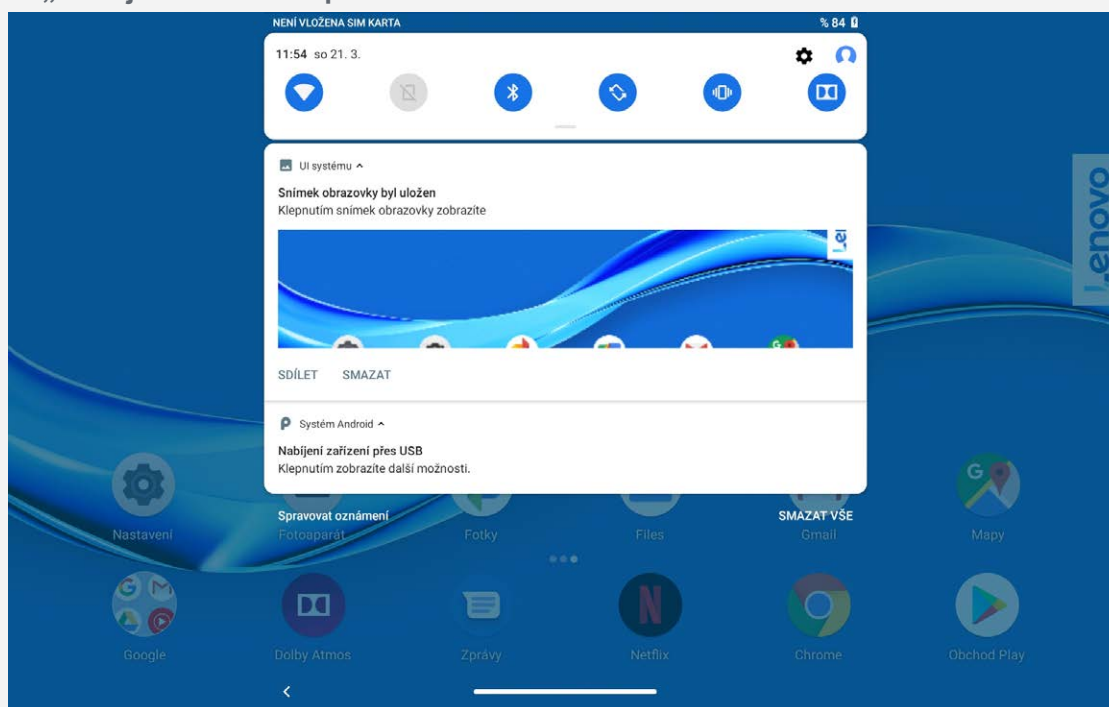 NENÍ VLOŽENA SIM KARTA % 84
11:54 so 21. 3.
UI systému
Snímek obrazovky byl uložen
Klepnutím snímek obrazovky zobrazíte
SDÍLET SMAZAT
Systém Android
Nabíjení zařízení přes USB
Klepnutím zobrazíte další možnosti.
Spravovat oznámení SMAZAT VŠE
Nastavení Fotoaparát Fotky Files Gmail Mapy
Google Dolby Atmos Zprávy Netflix Chrome Obchod Play
Lenovo